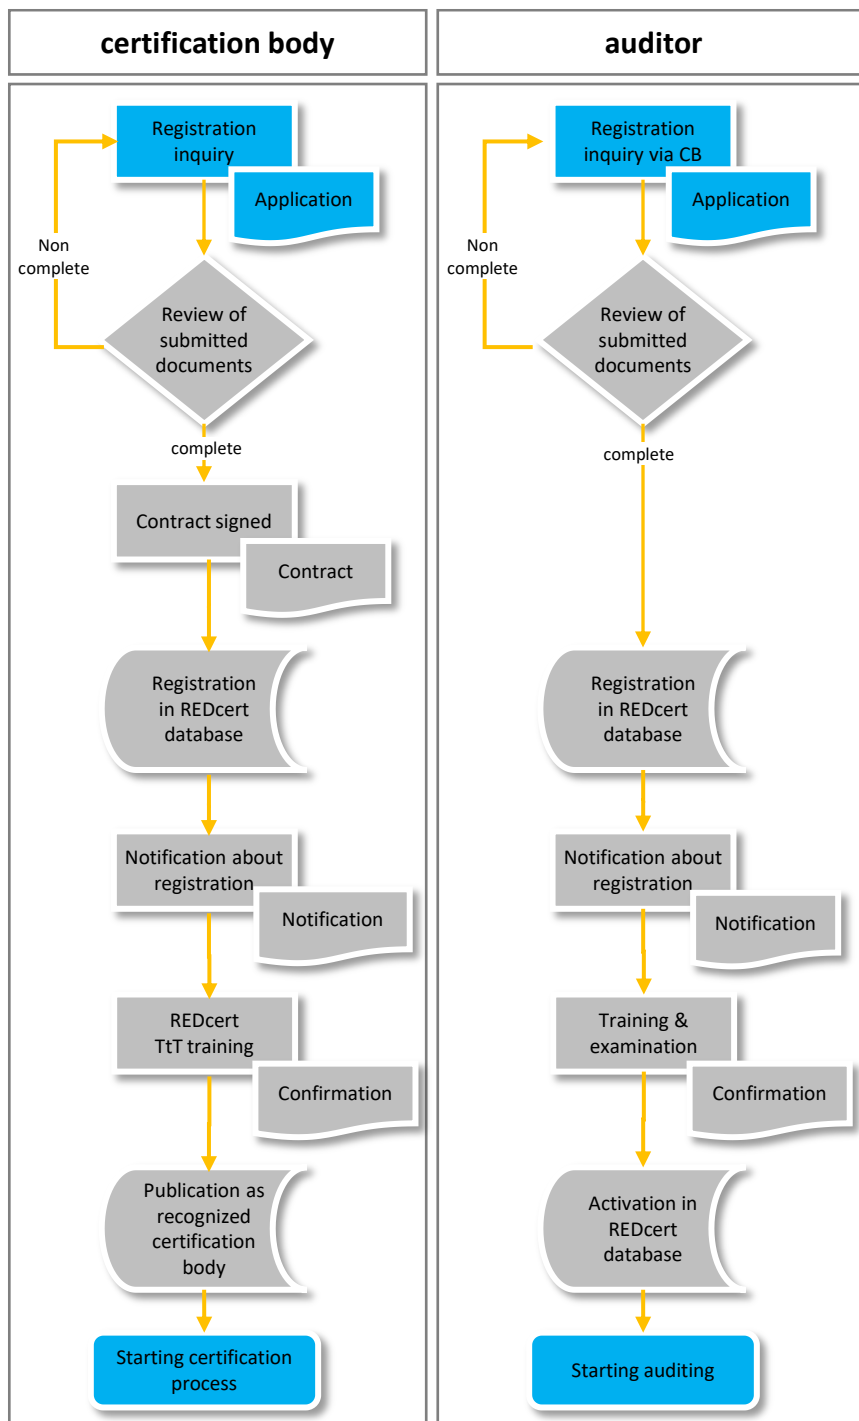 certification body
Registration
inquiry
Application
Non
complete
Review of
submitted
documents
complete
Contract signed
Contract
Registration
in REDcert
database
Notification about
registration
Notification
REDcert
TtT training
Confirmation
Publication as
recognized
certification
body
Starting certification
process
auditor
Registration
inquiry via CB
Application
Non
complete
Review of
submitted
documents
complete
Registration
in REDcert
database
Notification about
registration
Notification
Training &
examination
Confirmation
Activation in
REDcert
database
Starting auditing